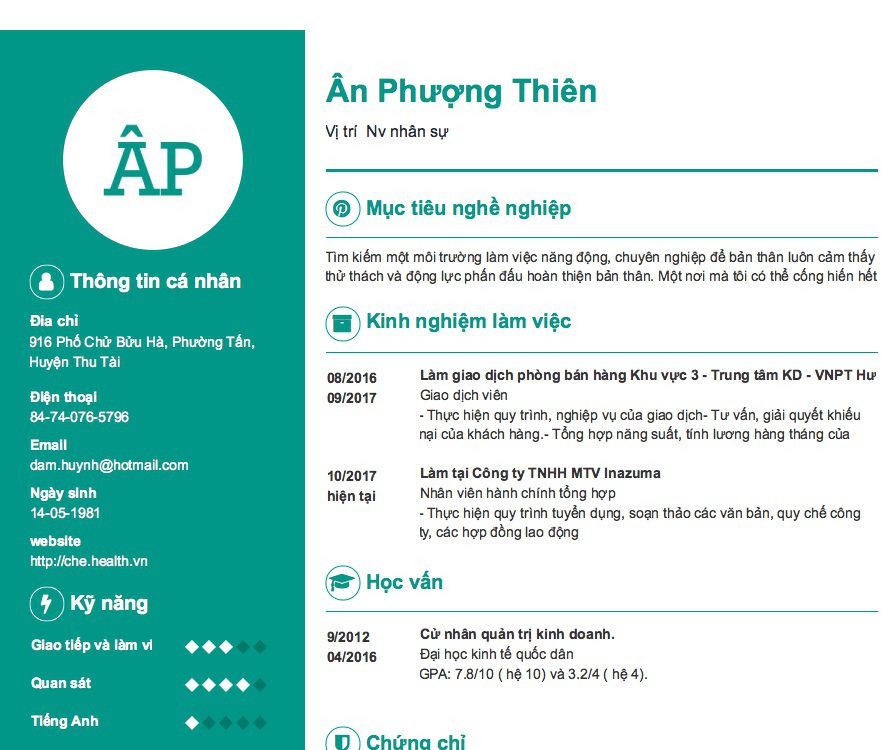 ÂP
Thông tin cá nhân
Địa chỉ
916 Phố Chử Bửu Hà, Phường Tấn,
Huyện Thu Tài
Điện thoại
84-74-076-5796
Email
dam.huynh@hotmail.com
Ngày sinh
14-05-1981
website
http://che.health.vn
Kỹ năng
Giao tiếp và làm vi
Quan sát
Tiếng Anh
Ân Phượng Thiên
Vị trí Nv nhân sự
Mục tiêu nghề nghiệp
Tìm kiếm một môi trường làm việc năng động, chuyên nghiệp để bản thân luôn cảm thấy
thử thách và động lực phấn đấu hoàn thiện bản thân. Một nơi mà tôi có thể cống hiến hết
Kinh nghiệm làm việc
08/2016
09/2017
Làm giao dịch phòng bán hàng Khu vực 3 - Trung tâm KD - VNPT Hư
Giao dịch viên
- Thực hiện quy trình, nghiệp vụ của giao dịch- Tư vấn, giải quyết khiếu
nại của khách hàng.- Tổng hợp năng suất, tính lương hàng tháng của
10/2017
hiện tại
Làm tại Công ty TNHH MTV Inazuma
Nhân viên hành chính tổng hợp
- Thực hiện quy trình tuyển dụng, soạn thảo các văn bản, quy chế công
ty, các hợp đồng lao động
Học vấn
9/2012
04/2016
Cử nhân quản trị kinh doanh.
Đại học kinh tế quốc dân
GPA: 7.8/10 ( hệ 10) và 3.2/4 ( hệ 4).
Chứng chỉ